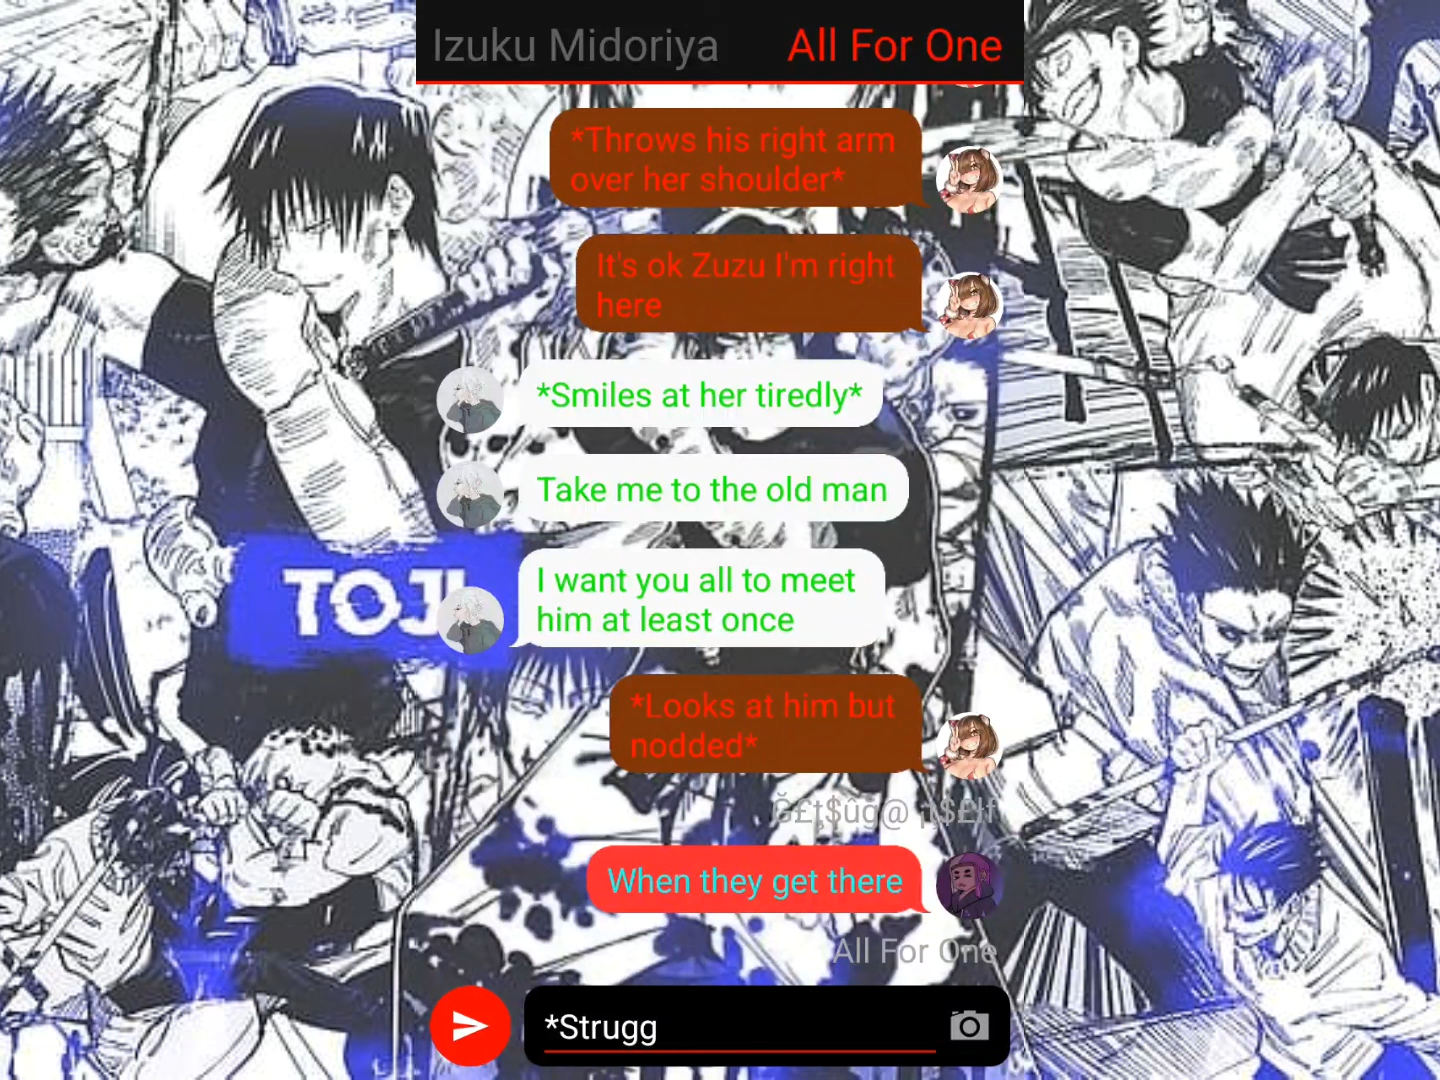 Izuku Midoriya All For One
*Throws his right arm
over her shoulder*
It's ok Zuzu I'm right
here
*Smiles at her tiredly*
Take me to the old man
TOJI
I want you all to meet
him at least once
*Looks at him but
nodded*
When they get there
All For One
*Strugg